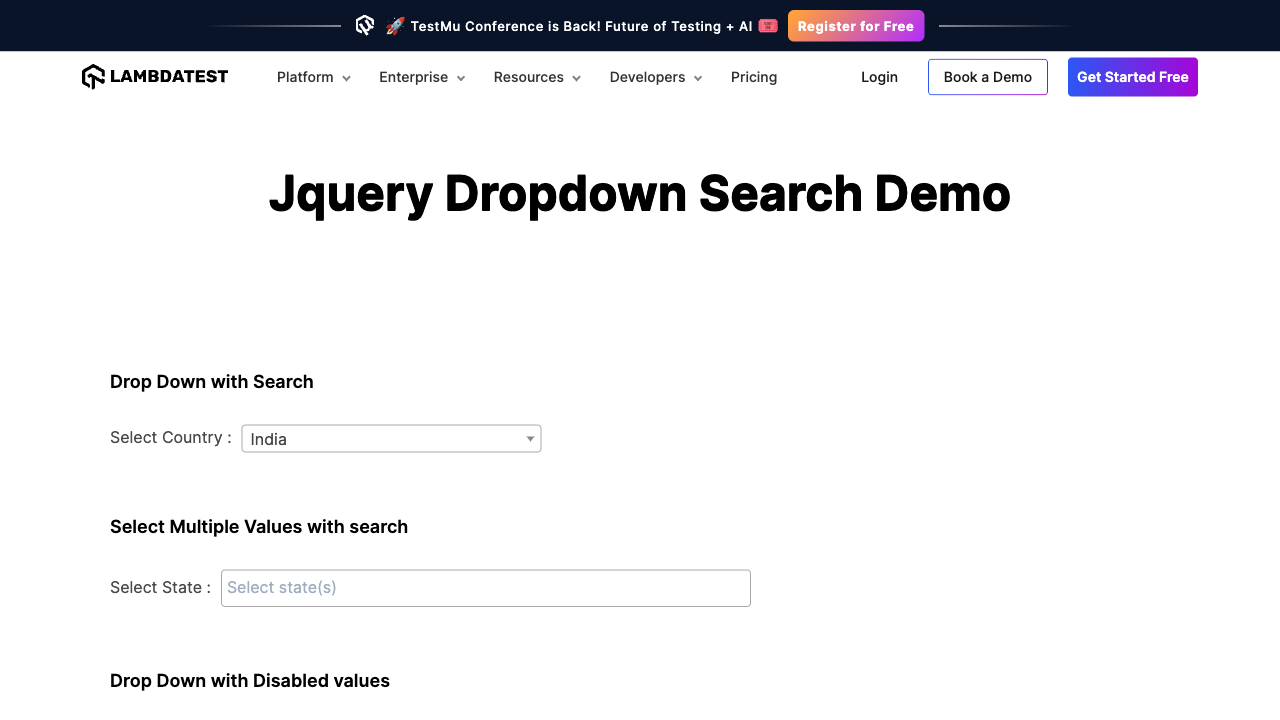 🚀 TestMu Conference is Back! Future of Testing + AI 🎟️ Register for Free
LAMBDATEST Platform Enterprise Resources Developers Pricing Login Book a Demo Get Started Free
Jquery Dropdown Search Demo
Drop Down with Search
Select Country : India
Select Multiple Values with search
Select State : Select state(s)
Drop Down with Disabled values